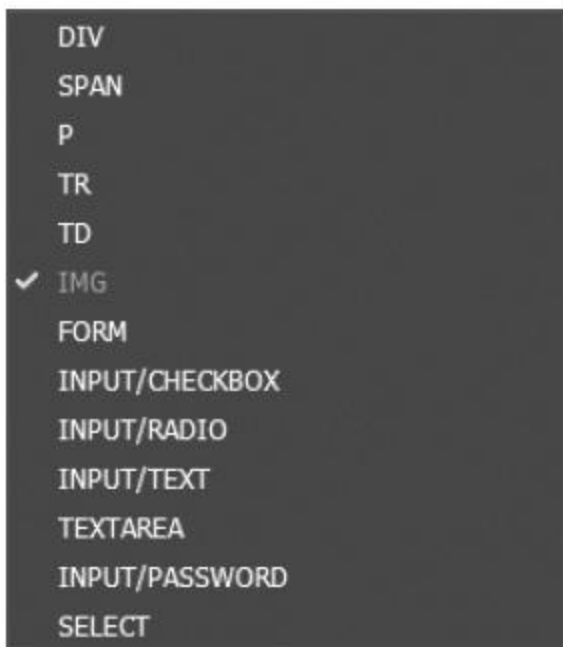 DIV
SPAN
P
TR
TD
IMG
FORM
INPUT/CHECKBOX
INPUT/RADIO
INPUT/TEXT
TEXTAREA
INPUT/PASSWORD
SELECT